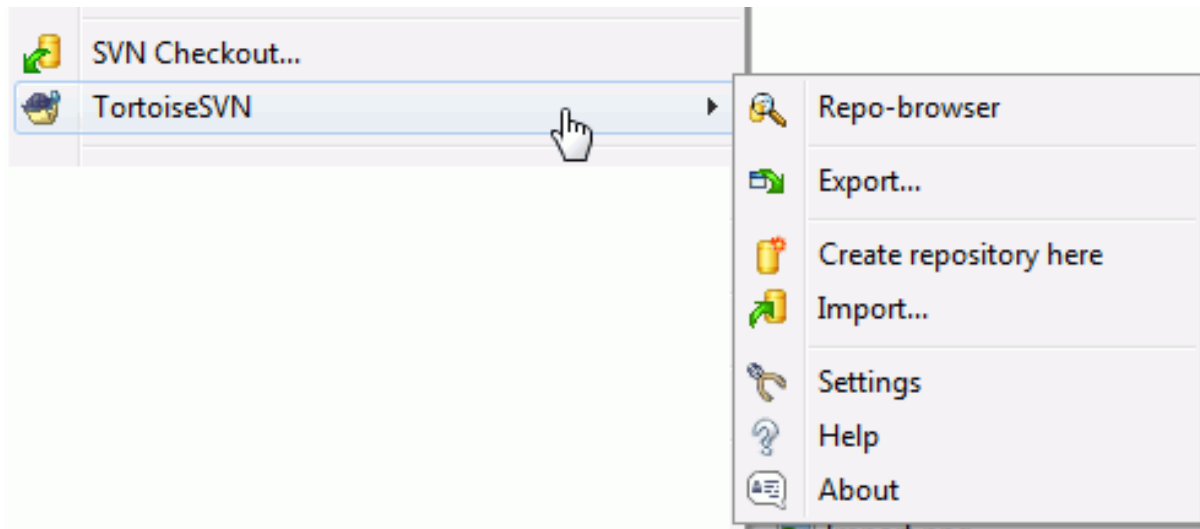 SVN Checkout...
TortoiseSVN
Repo-browser
Export...
Create repository here
Import...
Settings
Help
About